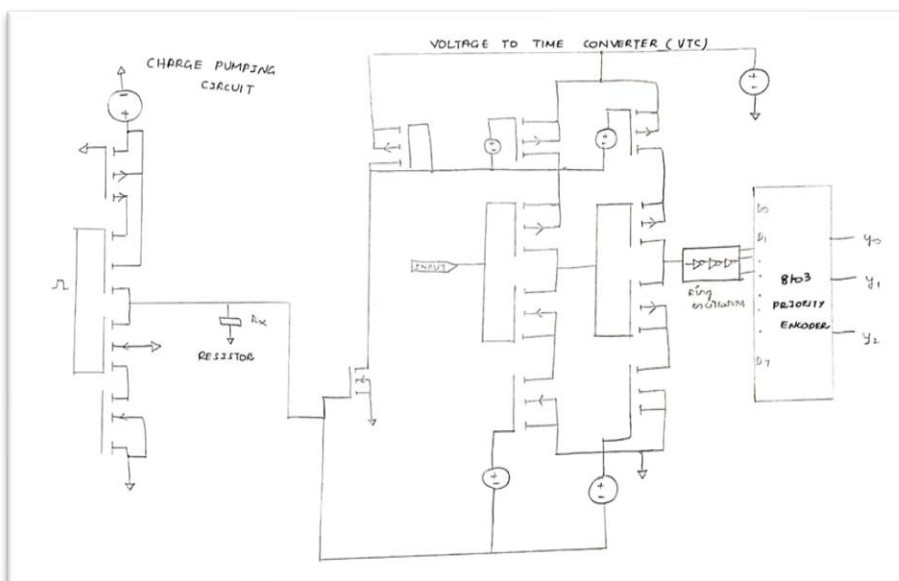 VOLTAGE TO TIME CONVERTER (VTC)
CHARGE PUMPING
CIRCUIT
INPUT
Rx
RESISTOR
Ring
oscillators
D0
D1
D7
8to3
PRIORITY
ENCODER
y0
y1
y2